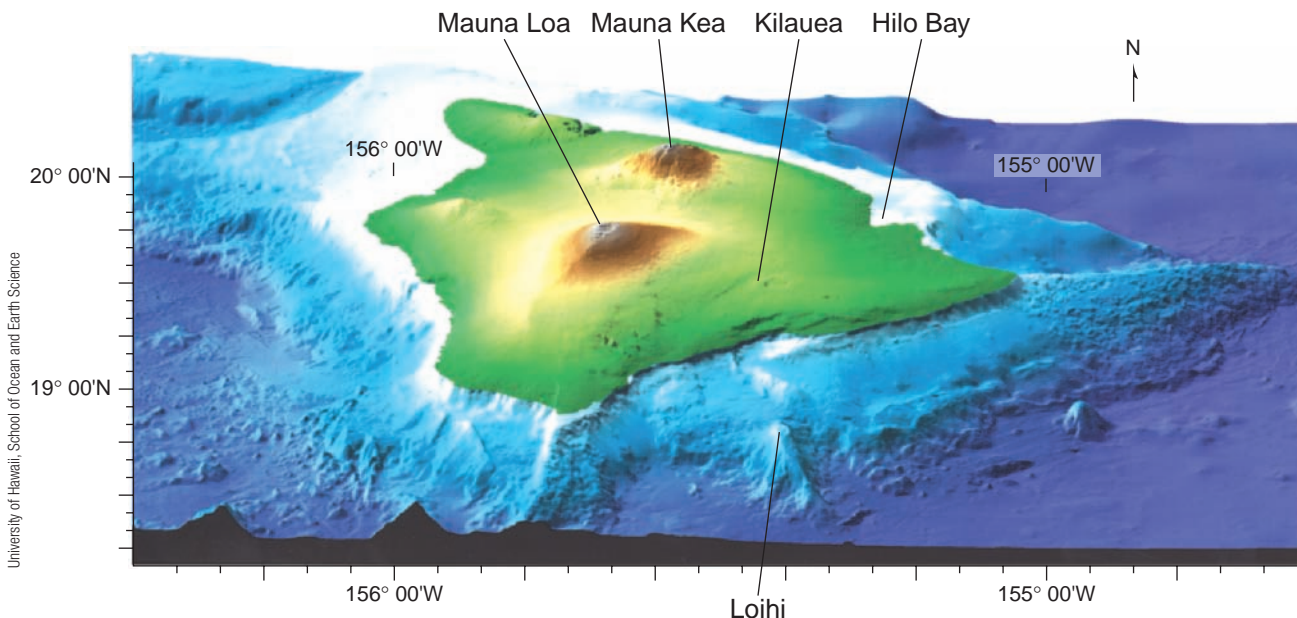 Mauna Loa Mauna Kea Kilauea Hilo Bay
N
156° 00'W
155° 00'W
20° 00'N
19° 00'N
University of Hawaii, School of Ocean and Earth Science
156° 00'W
155° 00'W
Loihi